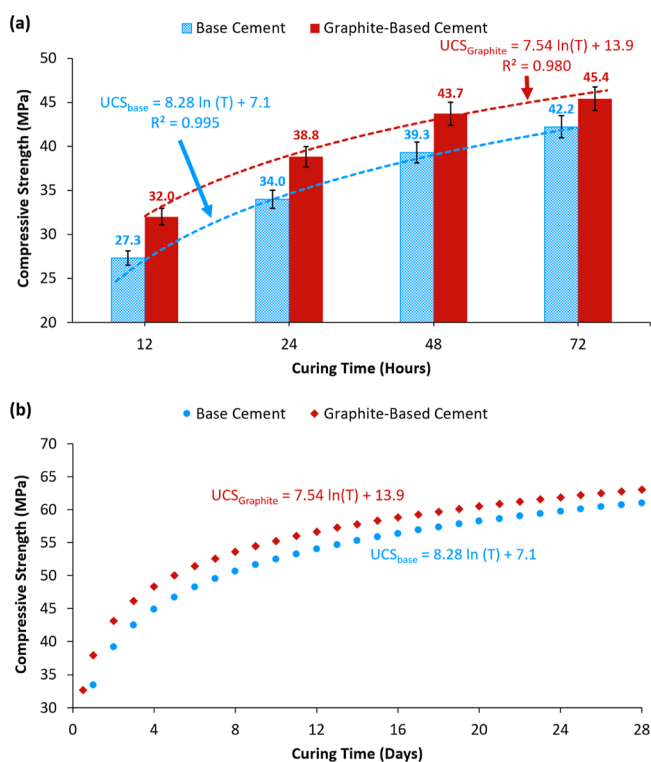 (a)
Base Cement Graphite-Based Cement
Compressive Strength (MPa)
50
45
40
35
30
25
20
UCSbase = 8.28 ln (T) + 7.1
R² = 0.995
UCSGraphite = 7.54 ln(T) + 13.9
R² = 0.980
27.3
32.0
34.0
38.8
39.3
43.7
42.2
45.4
12 24 48 72
Curing Time (Hours)
(b)
Base Cement Graphite-Based Cement
Compressive Strength (MPa)
70
65
60
55
50
45
40
35
30
UCSGraphite = 7.54 ln(T) + 13.9
UCSbase = 8.28 ln (T) + 7.1
0 4 8 12 16 20 24 28
Curing Time (Days)